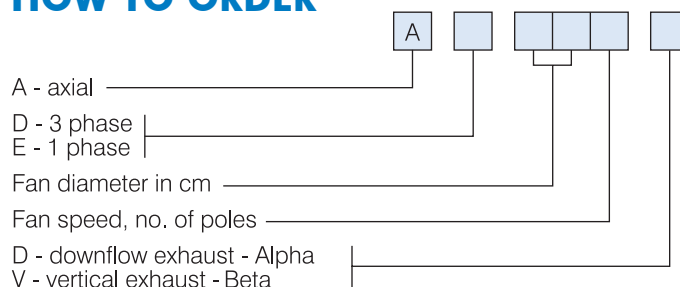 HOW TO ORDER
A
A - axial
D - 3 phase
E - 1 phase
Fan diameter in cm
Fan speed, no. of poles
D - downflow exhaust - Alpha
V - vertical exhaust - Beta